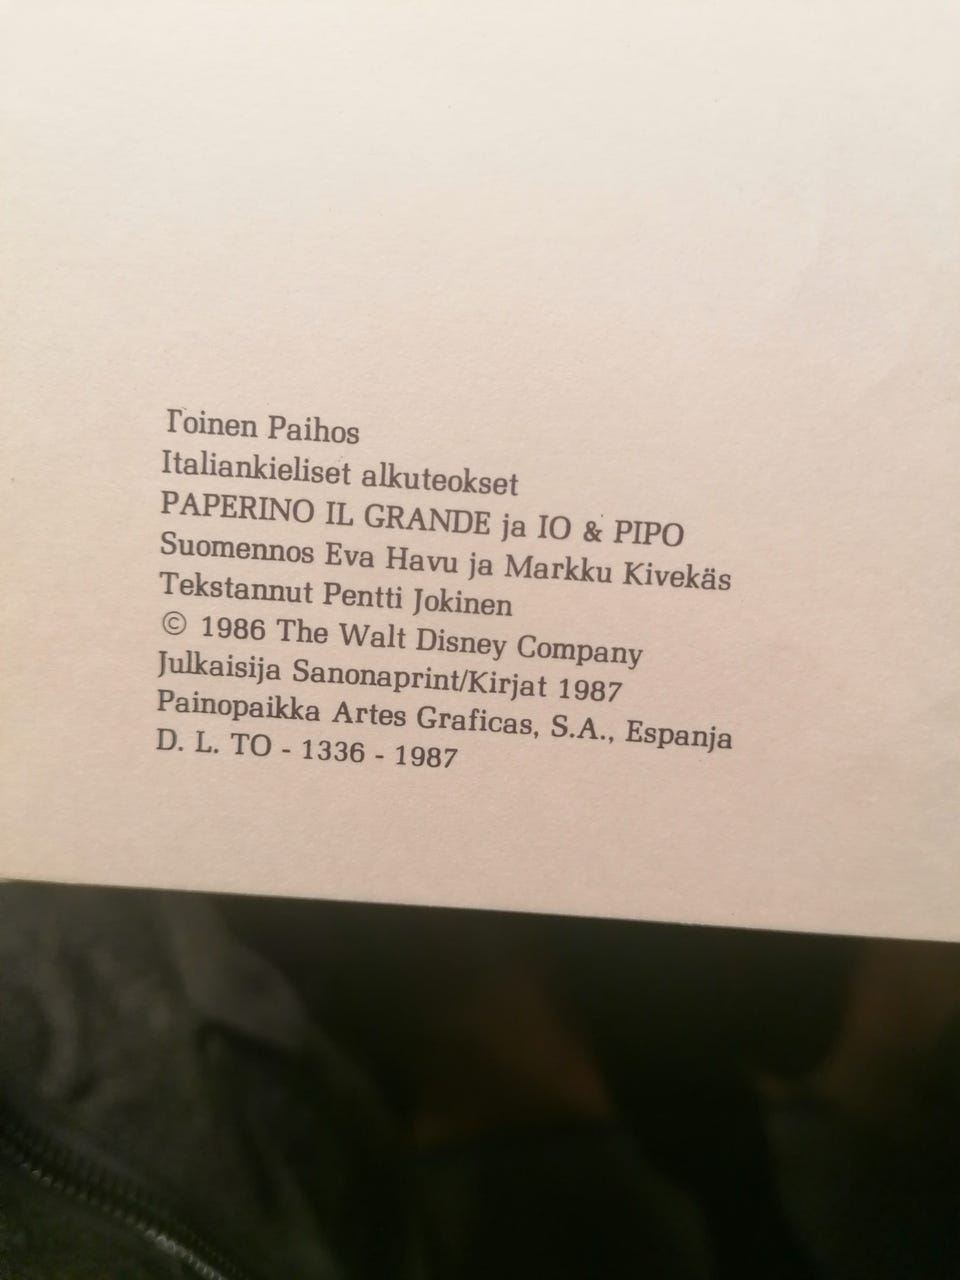 Toinen Paihos
Italiankieliset alkuteokset
PAPERINO IL GRANDE ja IO & PIPO
Suomennos Eva Havu ja Markku Kivekäs
Tekstannut Pentti Jokinen
© 1986 The Walt Disney Company
Julkaisija Sanonaprint/Kirjat 1987
Painopaikka Artes Graficas, S.A., Espanja
D. L. TO - 1336 - 1987